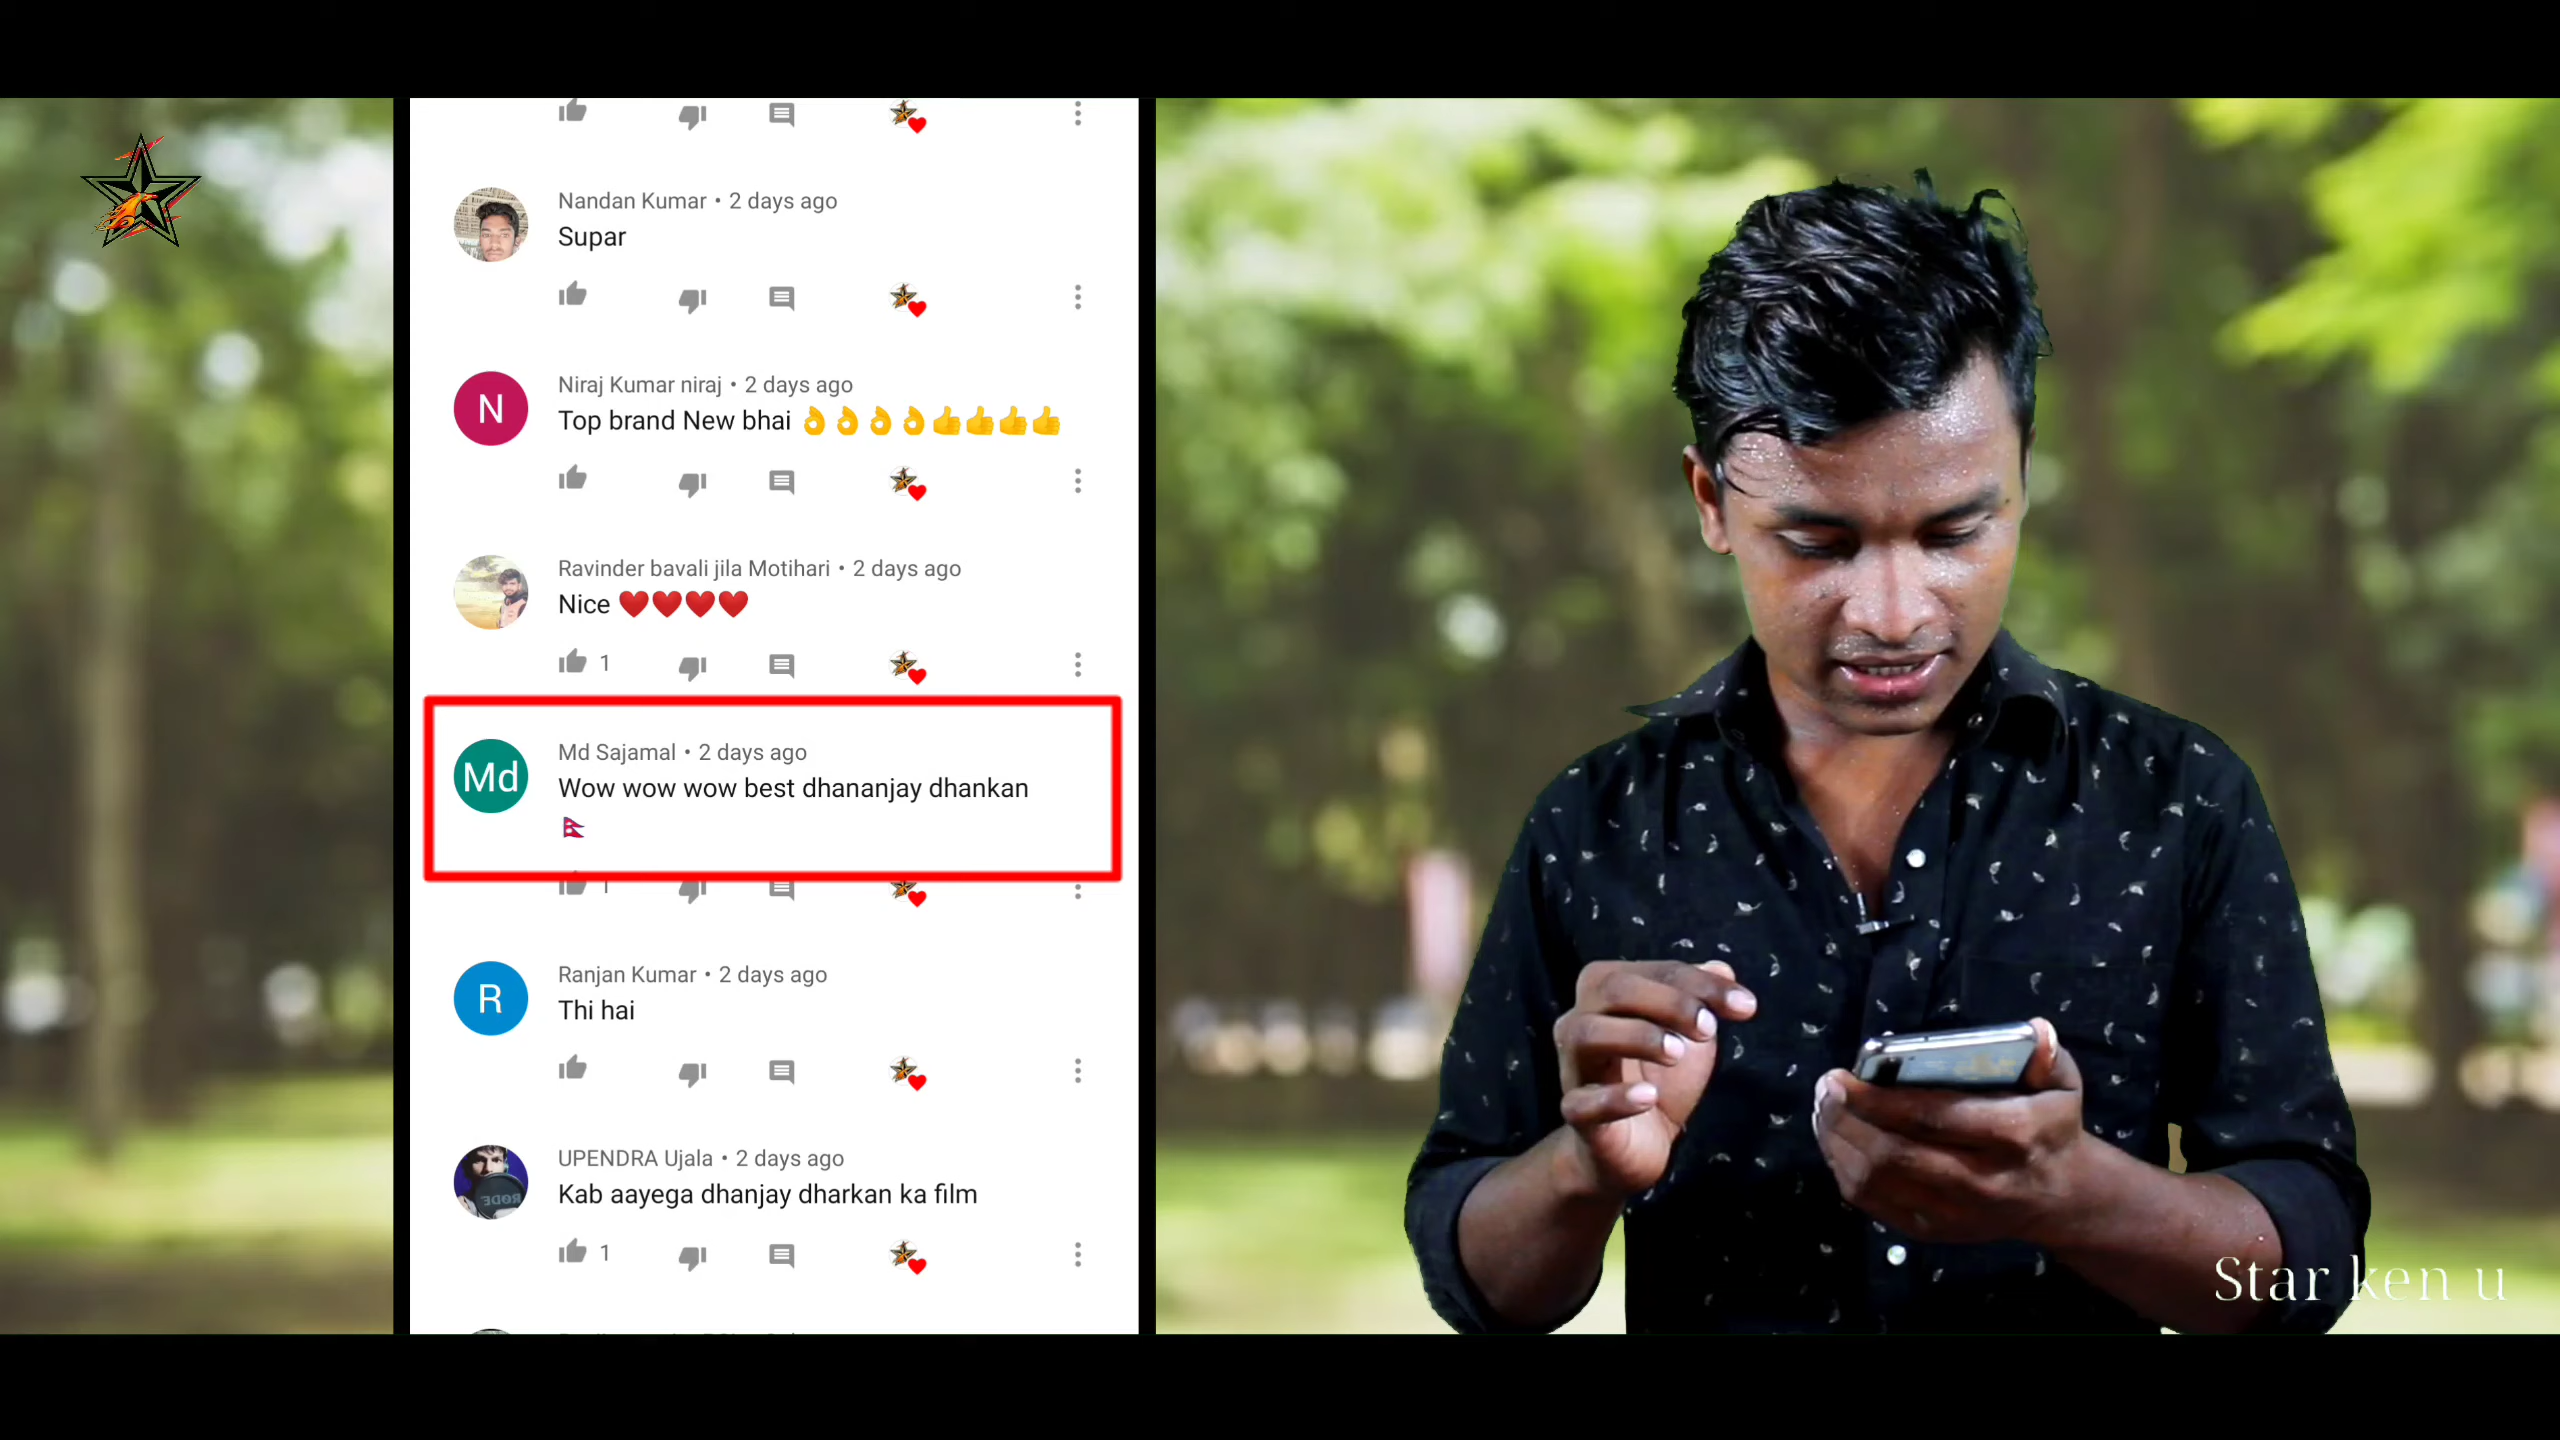 Nandan Kumar • 2 days ago
Supar
N
Niraj Kumar niraj • 2 days ago
Top brand New bhai 👌👌👌👌👍👍👍👍
Ravinder bavali jila Motihari • 2 days ago
Nice ❤️❤️❤️❤️
1
Md
Md Sajamal • 2 days ago
Wow wow wow best dhananjay dhankan
🇳🇵
1
R
Ranjan Kumar • 2 days ago
Thi hai
RØDE
UPENDRA Ujala • 2 days ago
Kab aayega dhanjay dharkan ka film
1
Star ken u